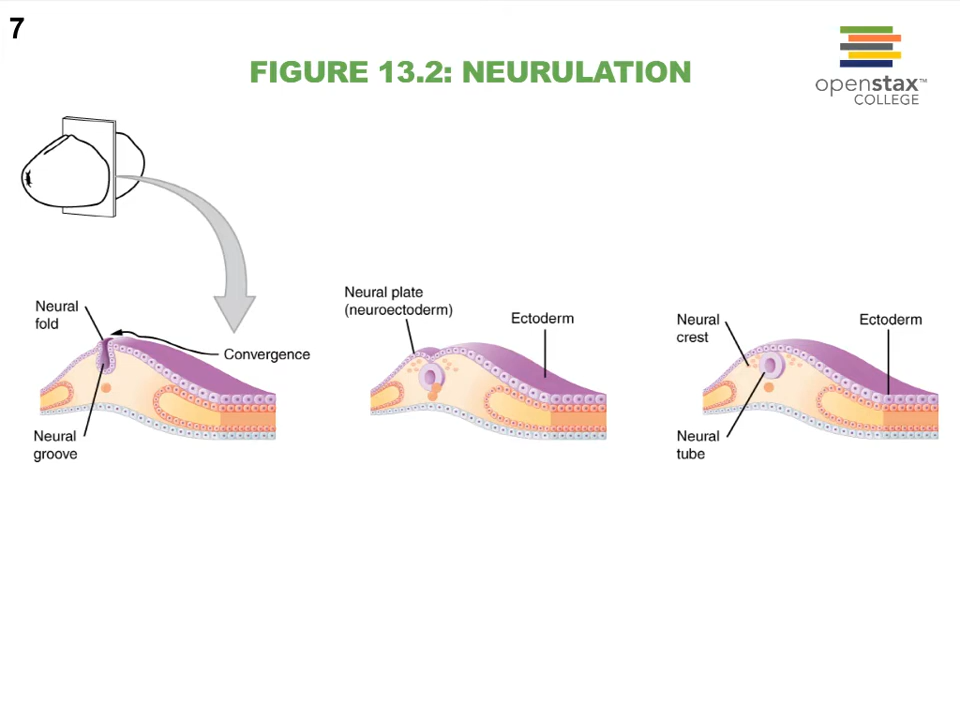 7
FIGURE 13.2: NEURULATION
openstax™
COLLEGE
Neural
fold
Convergence
Neural
groove
Neural plate
(neuroectoderm)
Ectoderm
Neural
crest
Ectoderm
Neural
tube